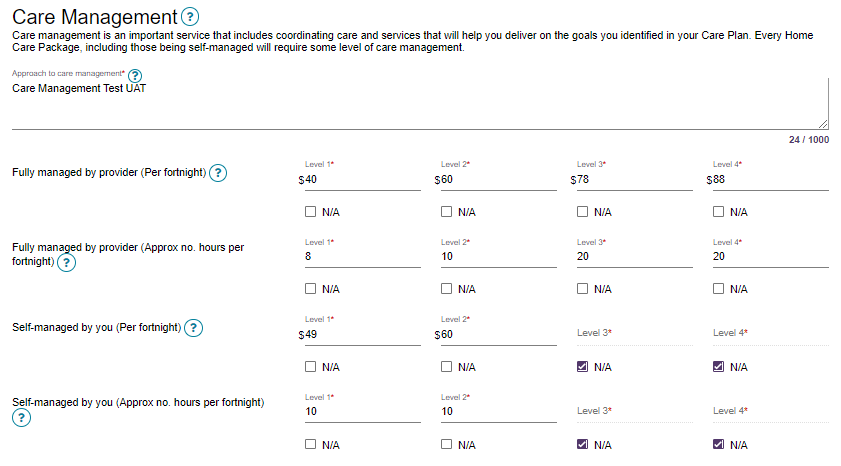 Care Management ?
Care management is an important service that includes coordinating care and services that will help you deliver on the goals you identified in your Care Plan. Every Home
Care Package, including those being self-managed will require some level of care management.
Approach to care management* ?
Care Management Test UAT
24 / 1000
Level 1* Level 2* Level 3* Level 4*
Fully managed by provider (Per fortnight) ? $40 $60 $78 $88
N/A N/A N/A N/A
Level 1* Level 2* Level 3* Level 4*
Fully managed by provider (Approx no. hours per
fortnight) ? 8 10 20 20
N/A N/A N/A N/A
Level 1* Level 2*
Self-managed by you (Per fortnight) ? $49 $60 Level 3* Level 4*
N/A N/A N/A N/A
Level 1* Level 2*
Self-managed by you (Approx no. hours per fortnight)
? 10 10 Level 3* Level 4*
N/A N/A N/A N/A